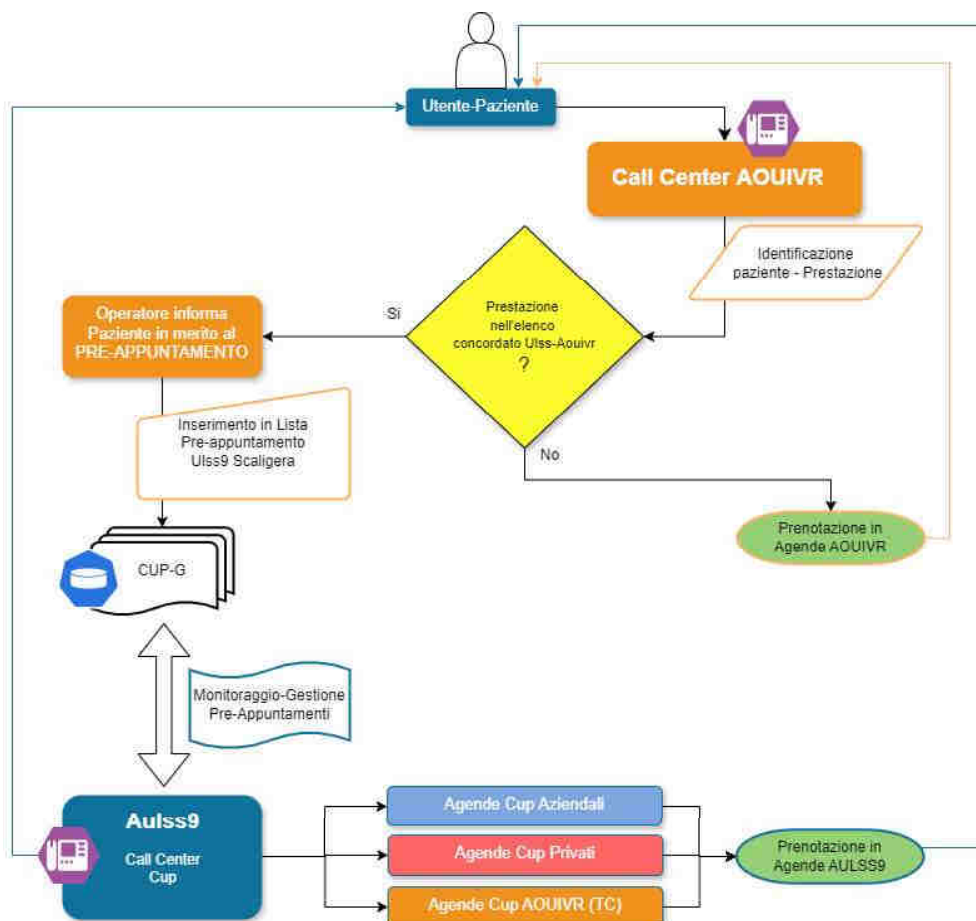 Utente-Paziente
Call Center AOUIVR
Identificazione
paziente - Prestazione
Prestazione
nell'elenco
concordato Ulss-Aouivr
?
Si
No
Operatore informa
Paziente in merito al
PRE-APPUNTAMENTO
Inserimento in Lista
Pre-appuntamento
Ulss9 Scaligera
Prenotazione in
Agende AOUIVR
CUP-G
Monitoraggio-Gestione
Pre-Appuntamenti
Aulss9
Call Center
Cup
Agende Cup Aziendali
Agende Cup Privati
Agende Cup AOUIVR (TC)
Prenotazione in
Agende AULSS9